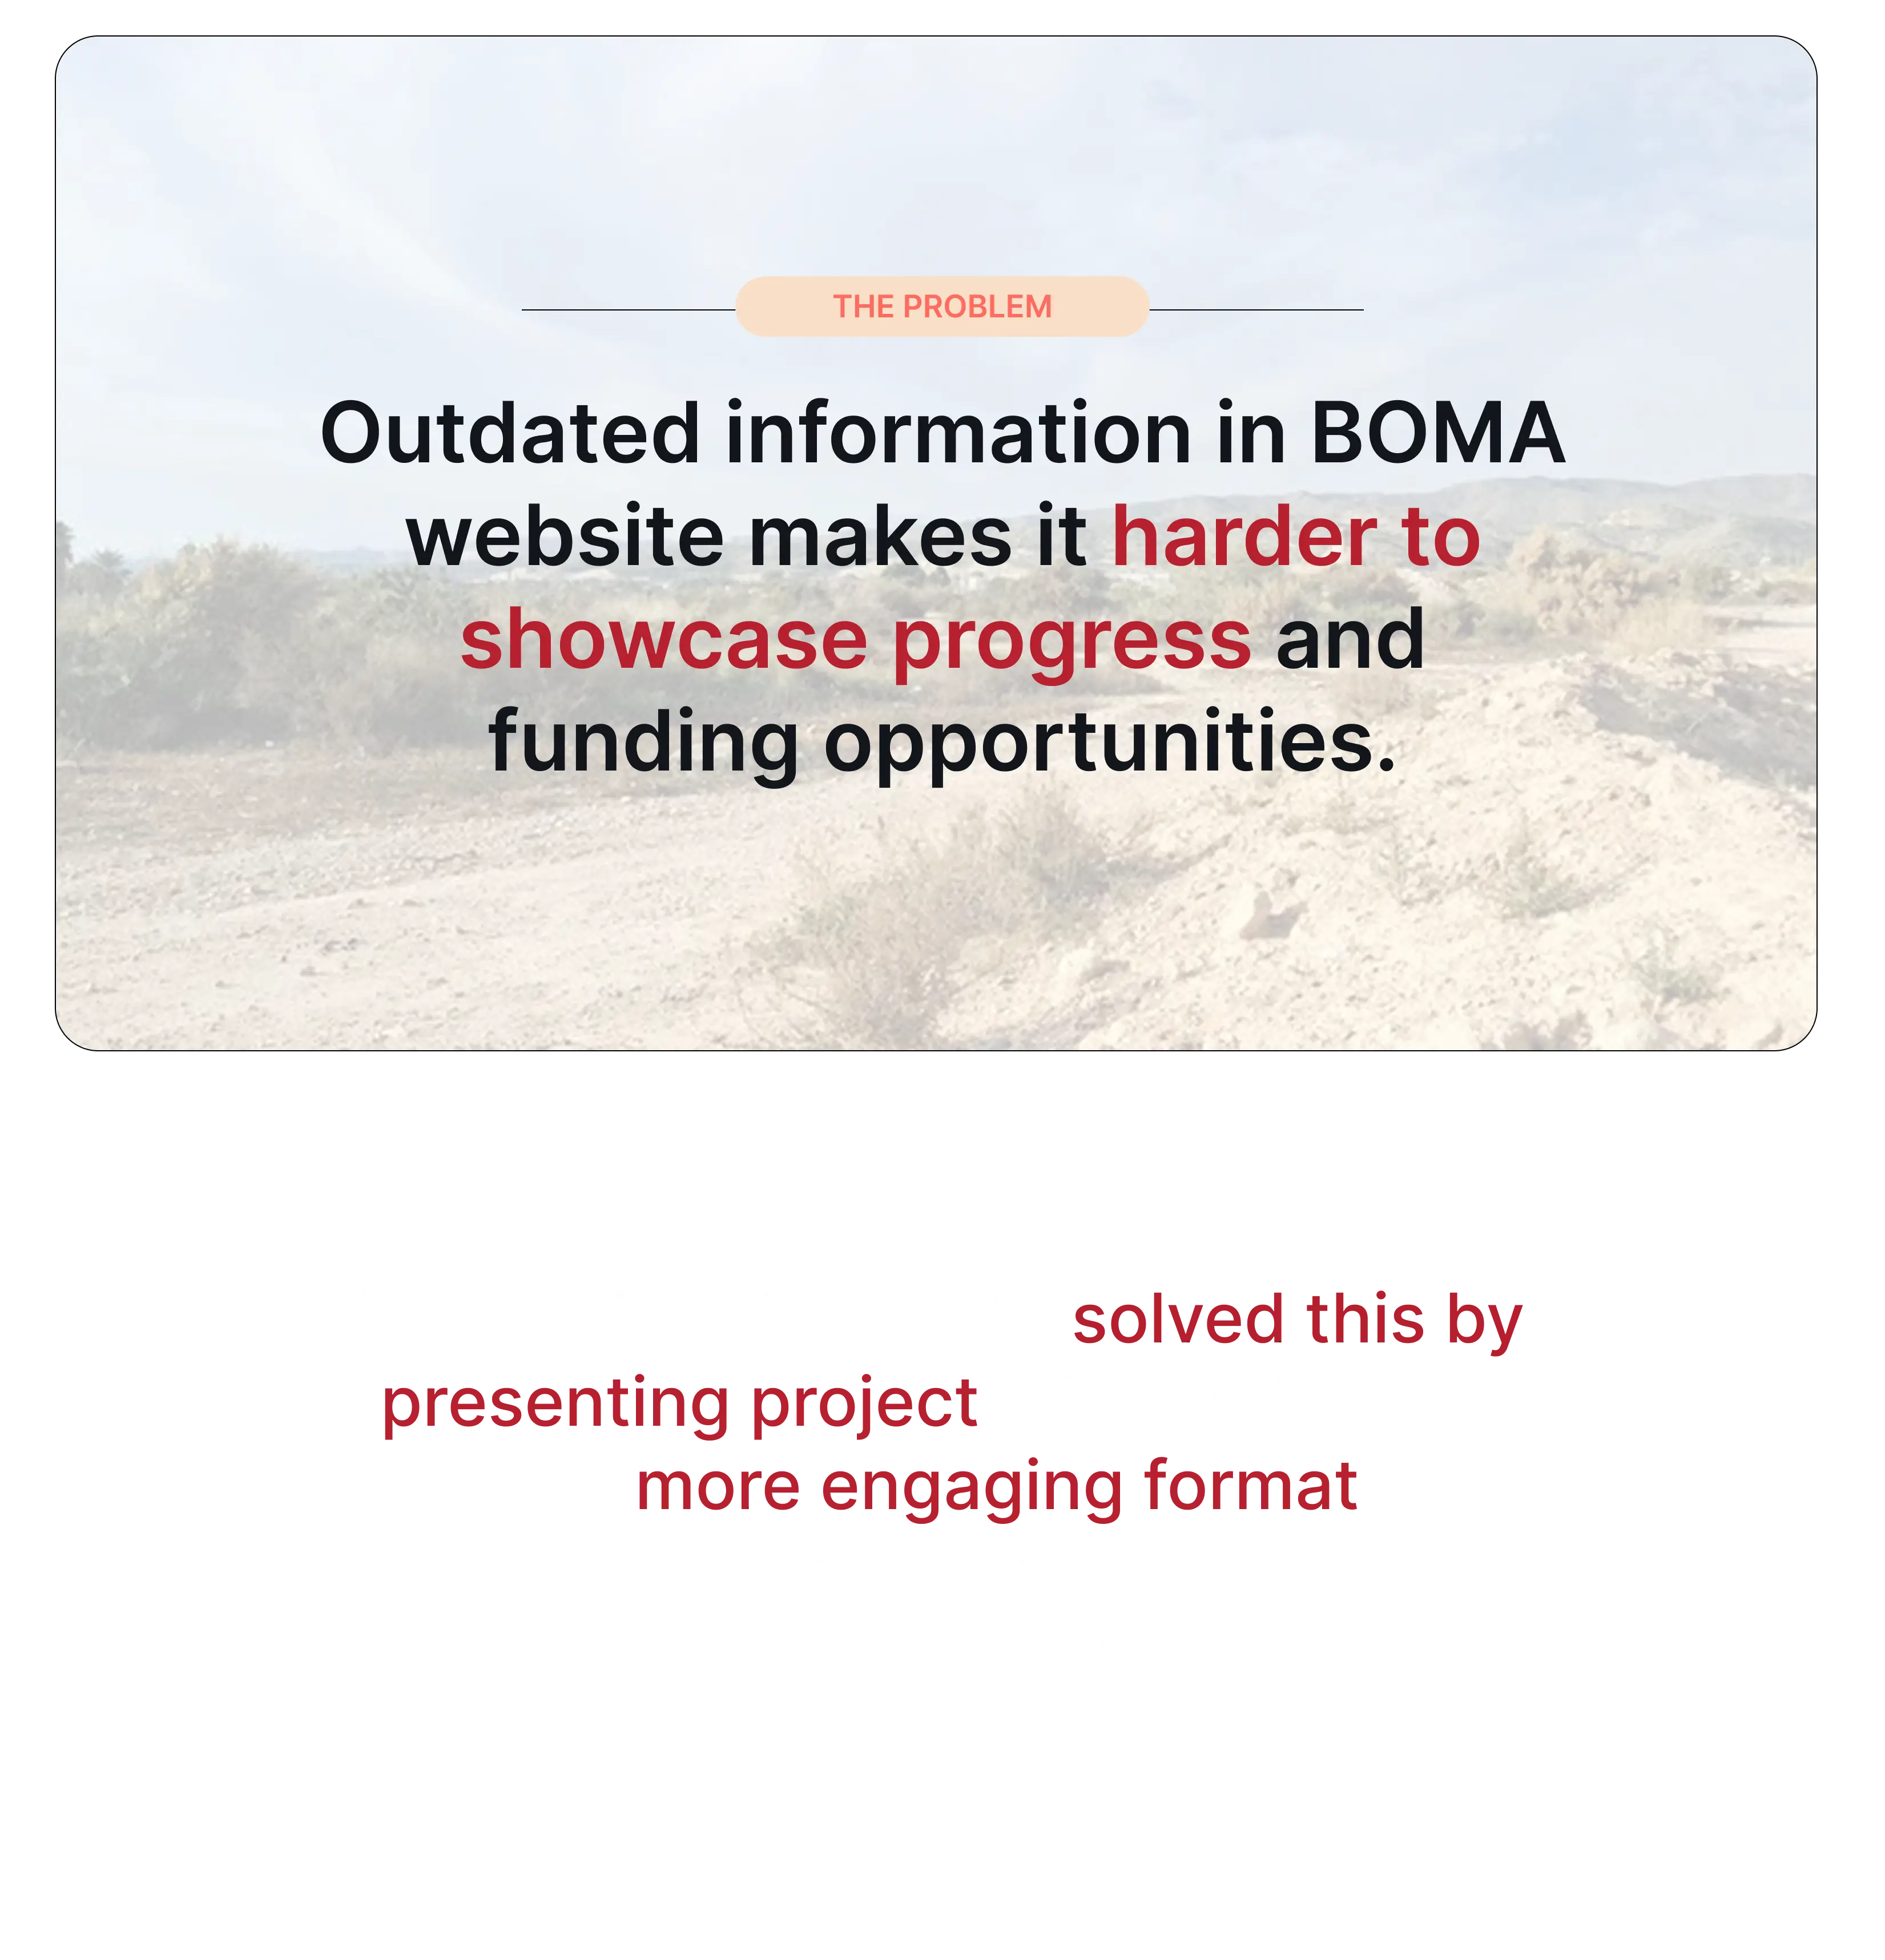 THE PROBLEM
Outdated information in BOMA
website makes it harder to
showcase progress and
funding opportunities.
solved this by
presenting project
more engaging format